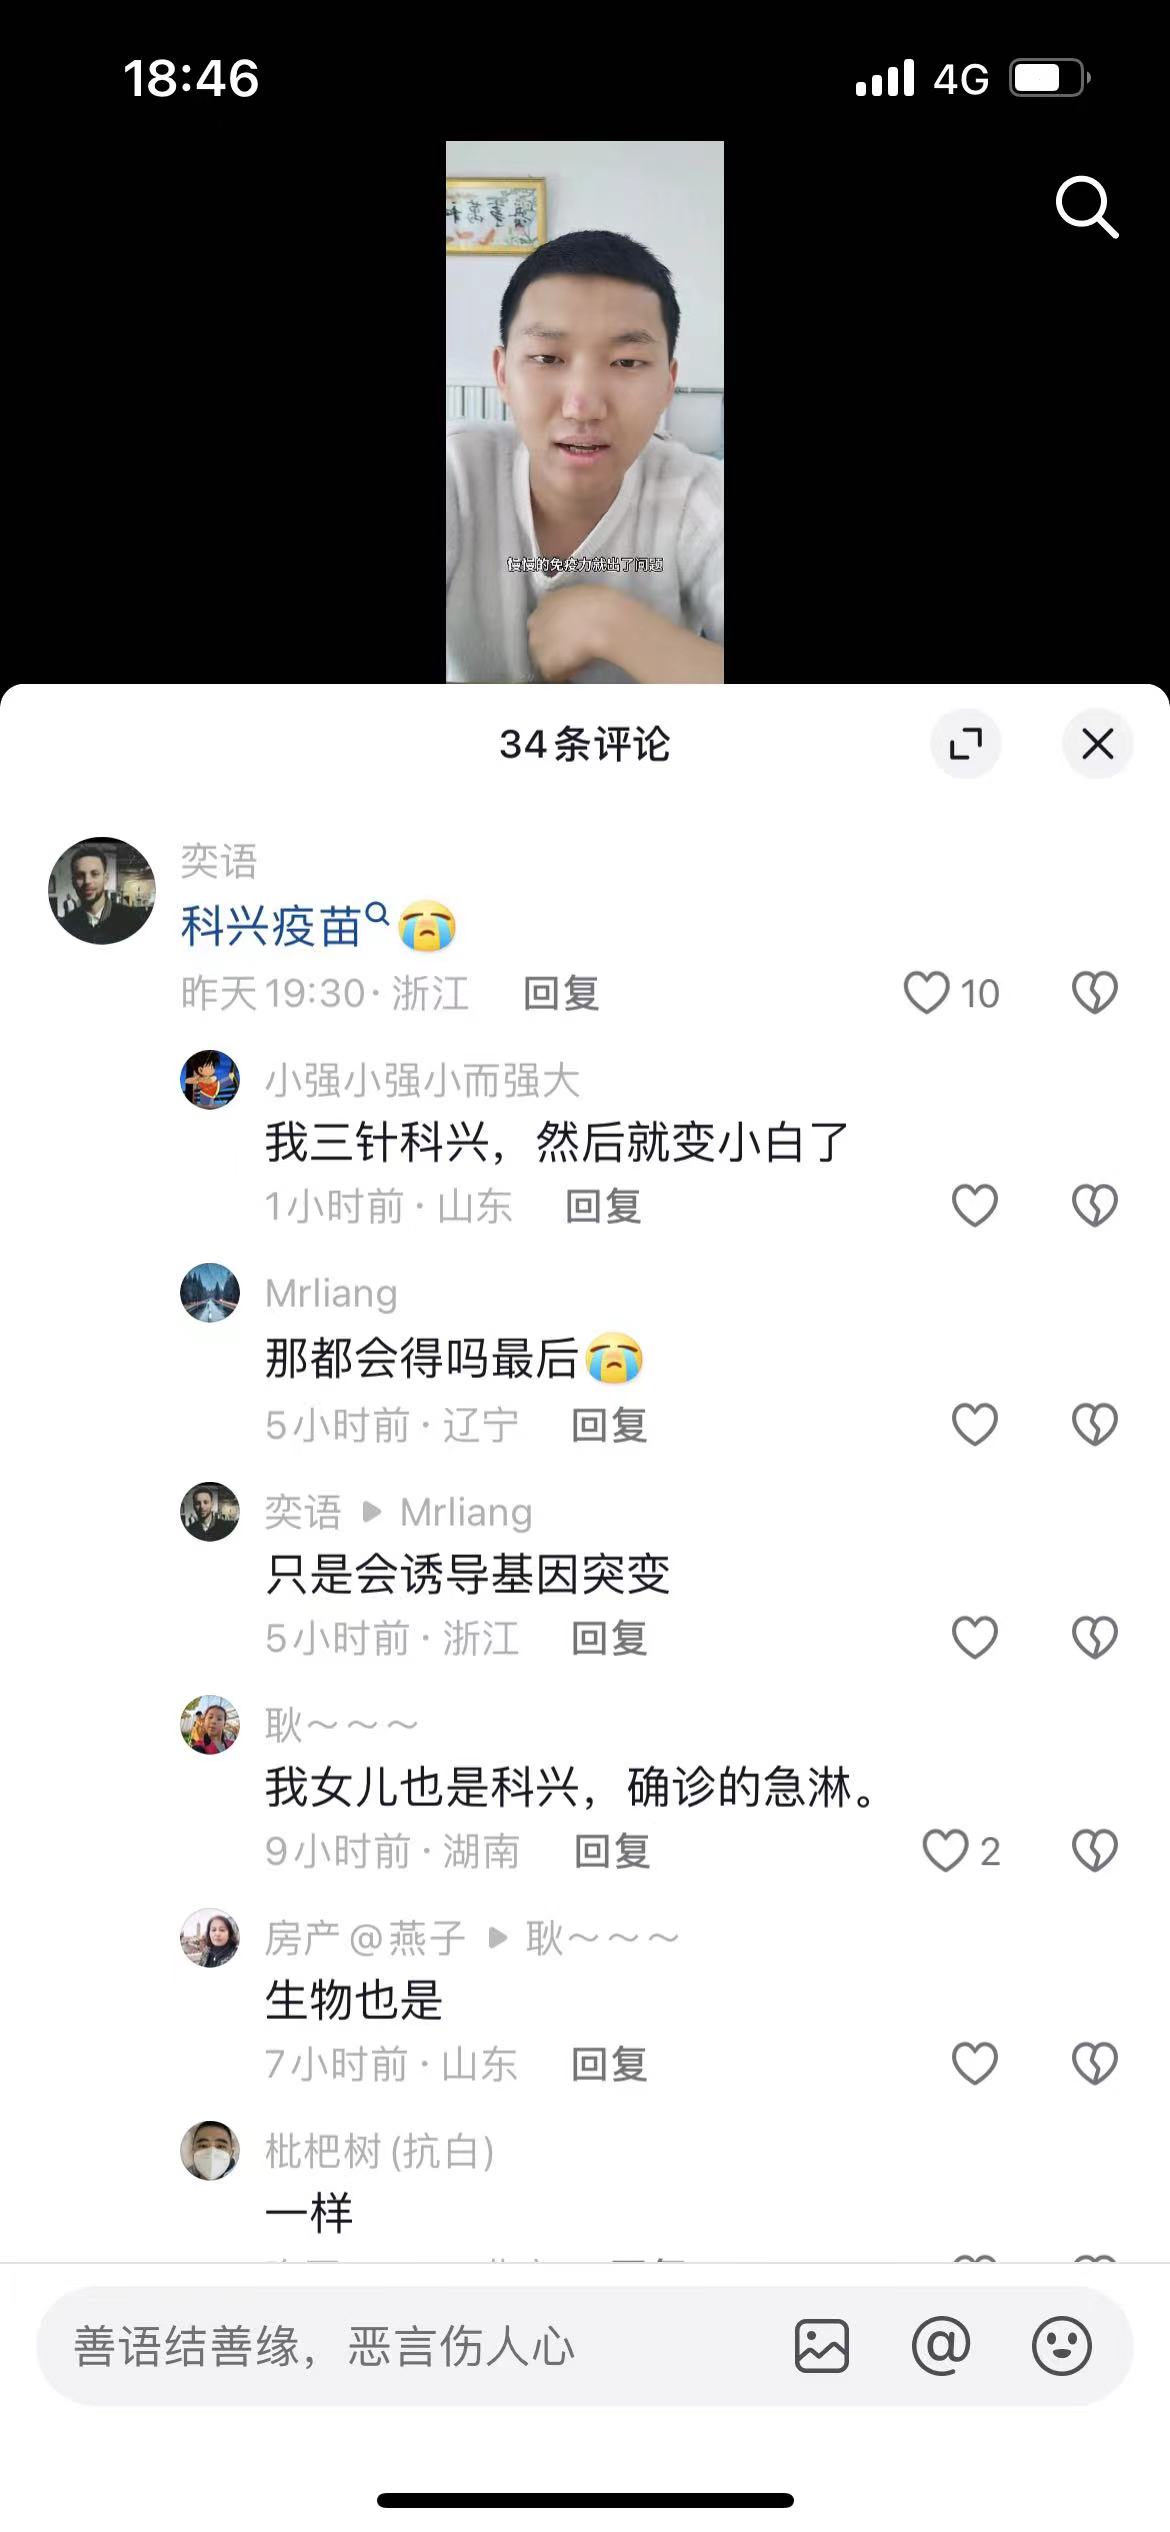 18:46
4G
慢慢的免疫力就出了问题
34条评论
奕语
科兴疫苗
昨天19:30·浙江 回复 10
小强小强小而强大
我三针科兴，然后就变小白了
1小时前·山东 回复
Mrliang
那都会得吗最后
5小时前·辽宁 回复
奕语 Mrliang
只是会诱导基因突变
5小时前·浙江 回复
耿～～～
我女儿也是科兴，确诊的急淋。
9小时前·湖南 回复 2
房产@燕子 耿～～～
生物也是
7小时前·山东 回复
枇杷树(抗白)
一样
善语结善缘，恶言伤人心